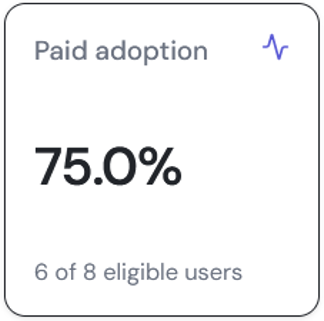 Paid adoption
75.0%
6 of 8 eligible users